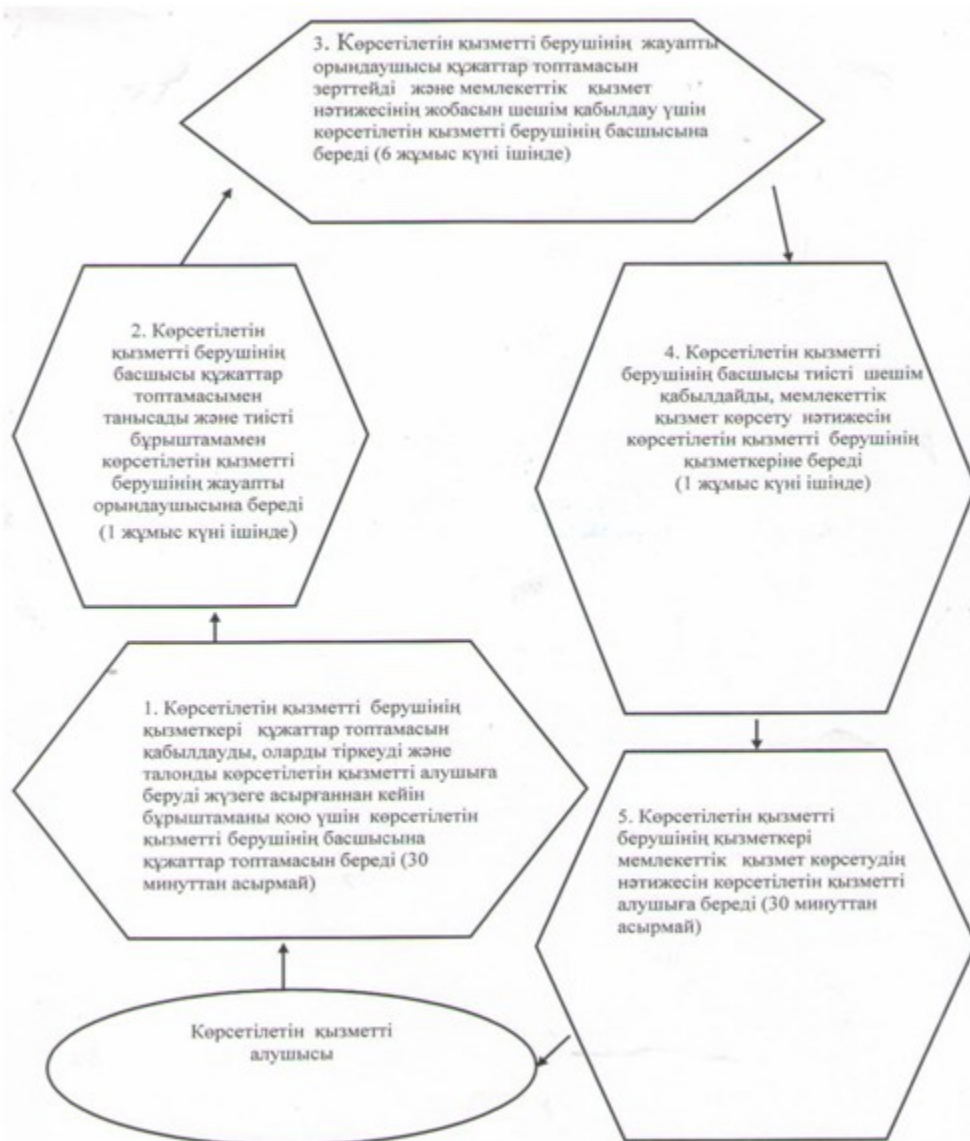 3. Көрсетілетін қызметті берушінің жауапты
орындаушысы құжаттар топтамасын
зерттейді және мемлекеттік қызмет
нәтижесінің жобасын шешім қабылдау үшін
көрсетілетін қызметті берушінің басшысына
береді (6 жұмыс күні ішінде)
2. Көрсетілетін
қызметті берушінің
басшысы құжаттар
топтамасымен
танысады және тиісті
бұрыштамамен
көрсетілетін қызметті
берушінің жауапты
орындаушысына береді
(1 жұмыс күні ішінде)
4. Көрсетілетін қызметті
берушінің басшысы тиісті шешім
қабылдайды, мемлекеттік
қызмет көрсету нәтижесін
көрсетілетін қызметті берушінің
қызметкеріне береді
(1 жұмыс күні ішінде)
1. Көрсетілетін қызметті берушінің
қызметкері құжаттар топтамасын
қабылдауды, оларды тіркеуді және
талонды көрсетілетін қызметті алушыға
беруді жүзеге асырғаннан кейін
бұрыштаманы қою үшін көрсетілетін
қызметті берушінің басшысына
құжаттар топтамасын береді (30
минуттан асырмай)
5. Көрсетілетін қызметті
берушінің қызметкері
мемлекеттік қызмет көрсетудің
нәтижесін көрсетілетін қызметті
алушыға береді (30 минуттан
асырмай)
Көрсетілетін қызметті
алушысы